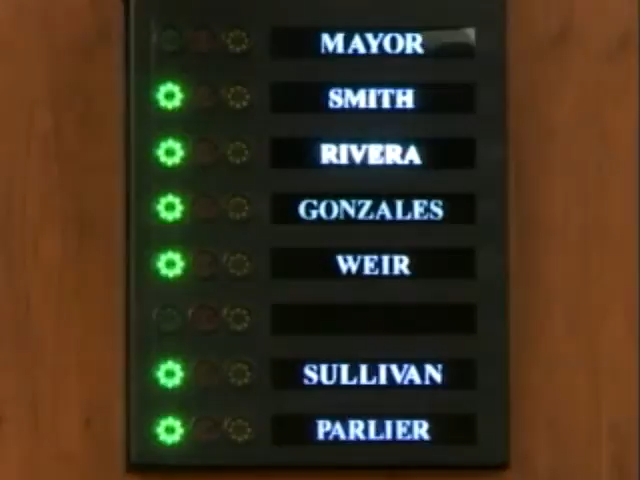 MAYOR
SMITH
RIVERA
GONZALES
WEIR
SULLIVAN
PARLIER